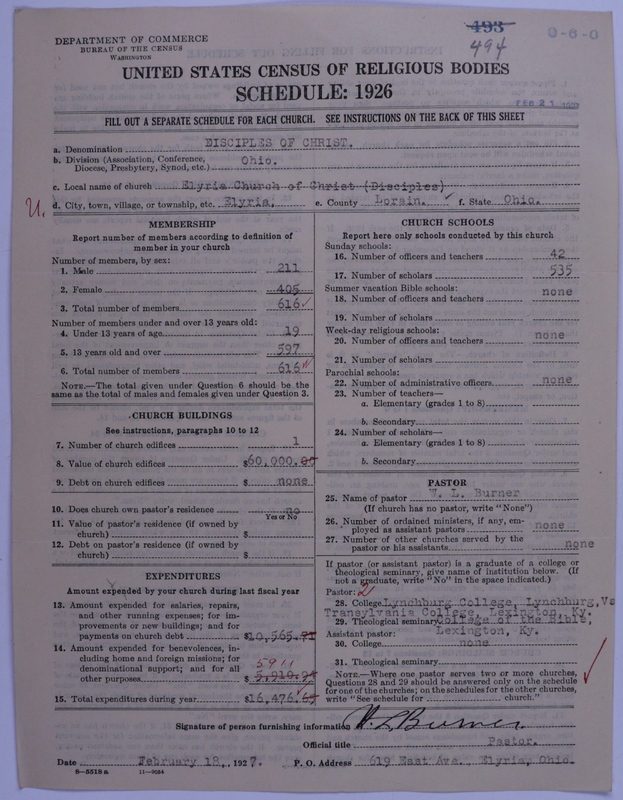 493
494
0-6-0
DEPARTMENT OF COMMERCE
BUREAU OF THE CENSUS
WASHINGTON
UNITED STATES CENSUS OF RELIGIOUS BODIES
SCHEDULE: 1926
FEB 21 1927
FILL OUT A SEPARATE SCHEDULE FOR EACH CHURCH. SEE INSTRUCTIONS ON THE BACK OF THIS SHEET
a. Denomination DISCIPLES OF CHRIST.
b. Division (Association, Conference, Diocese, Presbytery, Synod, etc.) Ohio.
c. Local name of church Elyria Church of Christ (Disciples)
U. d. City, town, village, or township, etc. Elyria. e. County Lorain. ✓ f. State Ohio.
MEMBERSHIP
Report number of members according to definition of
member in your church
Number of members, by sex:
1. Male 211
2. Female 405
3. Total number of members 616 ✓
Number of members under and over 13 years old:
4. Under 13 years of age 19
5. 13 years old and over 597
6. Total number of members 616
NOTE.—The total given under Question 6 should be the
same as the total of males and females given under Question 3.
CHURCH BUILDINGS
See instructions, paragraphs 10 to 12
7. Number of church edifices 1
8. Value of church edifices $60,000.00
9. Debt on church edifices $ none
10. Does church own pastor's residence no
Yes or No
11. Value of pastor's residence (if owned by
church) $
12. Debt on pastor's residence (if owned by
church) $
EXPENDITURES
Amount expended by your church during last fiscal year
13. Amount expended for salaries, repairs,
and other running expenses; for im-
provements or new buildings; and for
payments on church debt $10,565.71
14. Amount expended for benevolences, in-
cluding home and foreign missions; for
denominational support; and for all 5911
other purposes $ 5,910.94
15. Total expenditures during year $16,476.65
CHURCH SCHOOLS
Report here only schools conducted by this church
Sunday schools:
16. Number of officers and teachers 42
17. Number of scholars 535
Summer vacation Bible schools:
18. Number of officers and teachers none
19. Number of scholars
Week-day religious schools:
20. Number of officers and teachers none
21. Number of scholars
Parochial schools:
22. Number of administrative officers none
23. Number of teachers—
a. Elementary (grades 1 to 8)
b. Secondary
24. Number of scholars—
a. Elementary (grades 1 to 8)
b. Secondary
PASTOR
25. Name of pastor V. L. Burner
(If church has no pastor, write "None")
26. Number of ordained ministers, if any, em-
ployed as assistant pastors none
27. Number of other churches served by the
pastor or his assistants none
If pastor (or assistant pastor) is a graduate of a college or
theological seminary, give name of institution below. (If
not a graduate, write "No" in the space indicated.)
Pastor: 2
28. College Lynchburg College, Lynchburg, Va
Transylvania College Lexington Ky.
29. Theological seminary College of the Bible,
Assistant pastor: Lexington, Ky.
30. College none
31. Theological seminary
NOTE.—Where one pastor serves two or more churches,
Questions 28 and 29 should be answered only on the schedule
for one of the churches; on the schedules for the other churches,
write "See schedule for church."
Signature of person furnishing information V. L. Burner
Official title Pastor.
Date February 18, 1927. P. O. Address 619 East Ave., Elyria, Ohio.
8—5518a 11—9054